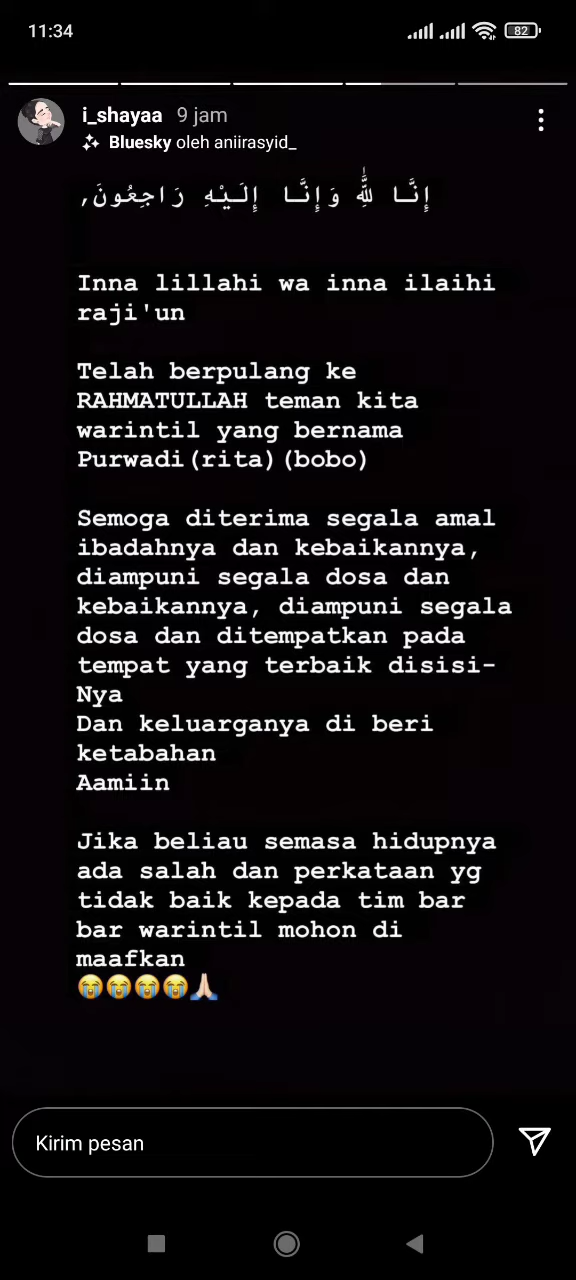 11:34
82
i_shayaa 9 jam
Bluesky oleh aniirasyid_
إِنَّا لِلَّٰهِ وَإِنَّا إِلَيْهِ رَاجِعُونَ,
Inna lillahi wa inna ilaihi
raji'un
Telah berpulang ke
RAHMATULLAH teman kita
warintil yang bernama
Purwadi(rita)(bobo)
Semoga diterima segala amal
ibadahnya dan kebaikannya,
diampuni segala dosa dan
kebaikannya, diampuni segala
dosa dan ditempatkan pada
tempat yang terbaik disisi-
Nya
Dan keluarganya di beri
ketabahan
Aamiin
Jika beliau semasa hidupnya
ada salah dan perkataan yg
tidak baik kepada tim bar
bar warintil mohon di
maafkan
😭😭😭😭🙏🏻
Kirim pesan